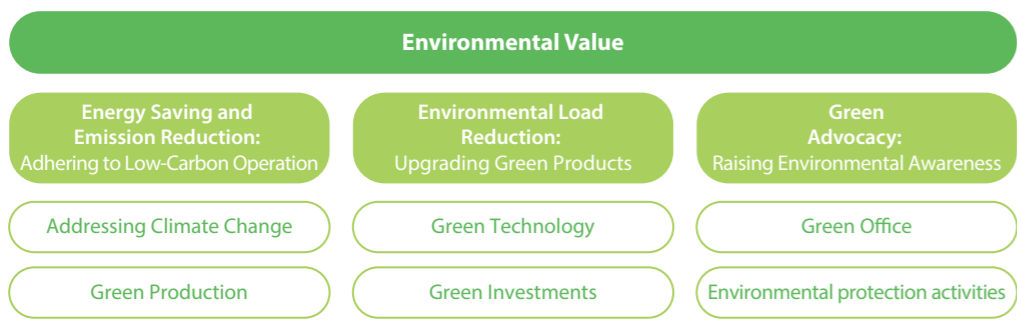 Environmental Value
Energy Saving and
Emission Reduction:
Adhering to Low-Carbon Operation
Environmental Load
Reduction:
Upgrading Green Products
Green
Advocacy:
Raising Environmental Awareness
Addressing Climate Change
Green Technology
Green Office
Green Production
Green Investments
Environmental protection activities